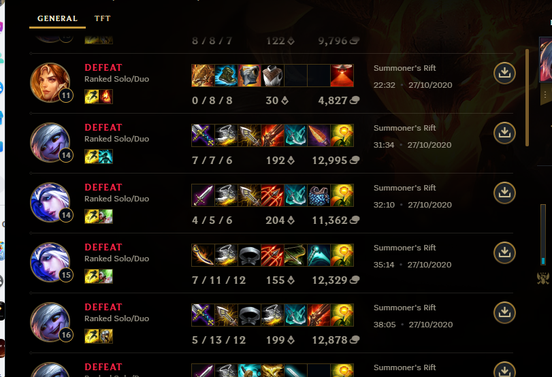 GENERAL TFT
8 / 8 / 7 122 9,796
DEFEAT
Ranked Solo/Duo
11
0 / 8 / 8 30 4,827
Summoner's Rift
22:32 • 27/10/2020
DEFEAT
Ranked Solo/Duo
14
7 / 7 / 6 192 12,995
Summoner's Rift
31:34 • 27/10/2020
DEFEAT
Ranked Solo/Duo
14
4 / 5 / 6 204 11,362
Summoner's Rift
32:10 • 27/10/2020
DEFEAT
Ranked Solo/Duo
15
7 / 11 / 12 155 12,329
Summoner's Rift
35:14 • 27/10/2020
DEFEAT
Ranked Solo/Duo
16
5 / 13 / 12 199 12,878
Summoner's Rift
38:05 • 27/10/2020
DEFEAT
Ranked Solo/Duo
Summoner's Rift